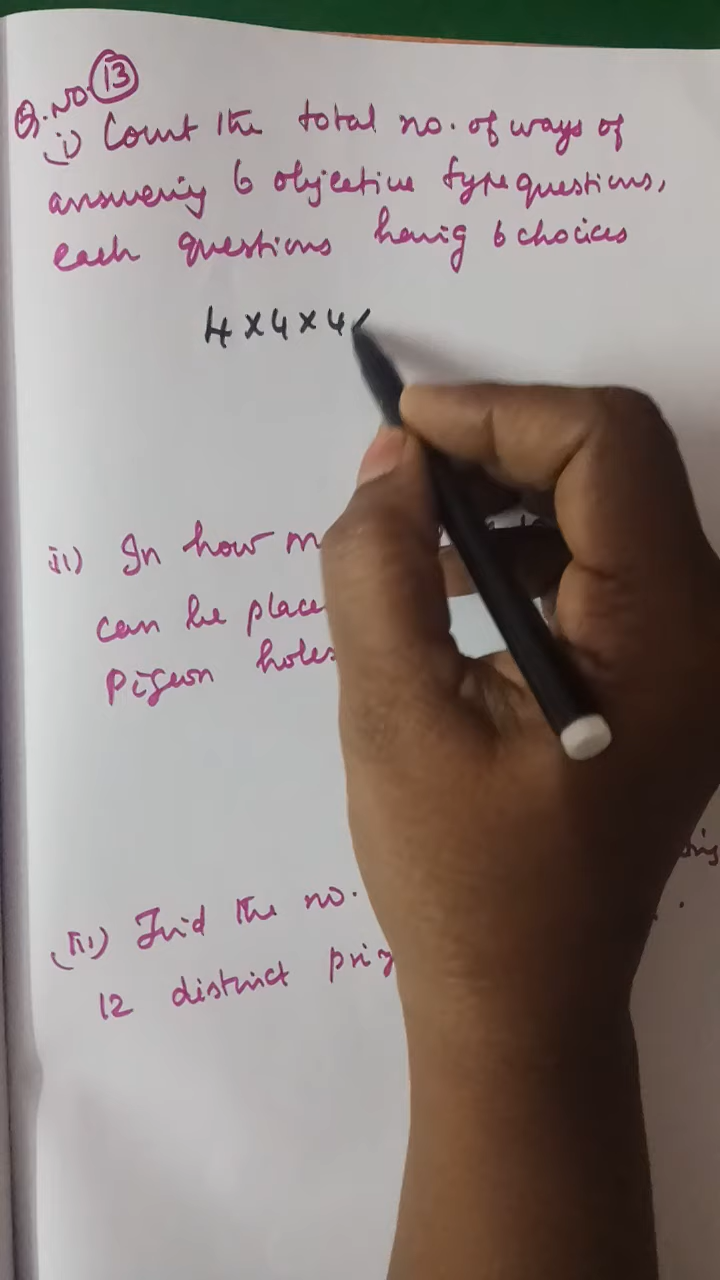 Q.No. 13
(i) Count the total no. of ways of
answering 6 objective type questions,
each questions having 6 choices
4 x 4 x 4
ii) In how
can be place
Pigeon holes
(iii) Find the no.
12 distinct priz